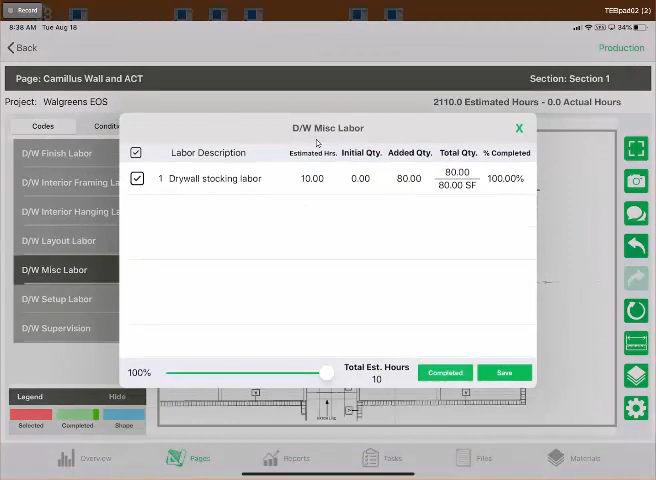 Record
TEEIpad02 (2)
8:38 AM Tue Aug 18
VPN 34%
Back
Production
Page: Camillus Wall and ACT
Section: Section 1
Project: Walgreens EOS
2110.0 Estimated Hours - 0.0 Actual Hours
Codes
D/W Misc Labor
X
Labor Description Estimated Hrs. Initial Qty. Added Qty. Total Qty. % Completed
1 Drywall stocking labor 10.00 0.00 80.00 80.00 100.00%
80.00 SF
D/W Finish Labor
D/W Interior Framing
D/W Interior Hanging
D/W Layout Labor
D/W Misc Labor
D/W Setup Labor
D/W Supervision
100%
Total Est. Hours
10
Completed
Save
Legend Hide
Selected Completed Shape
Overview Pages Reports Tasks Files Materials